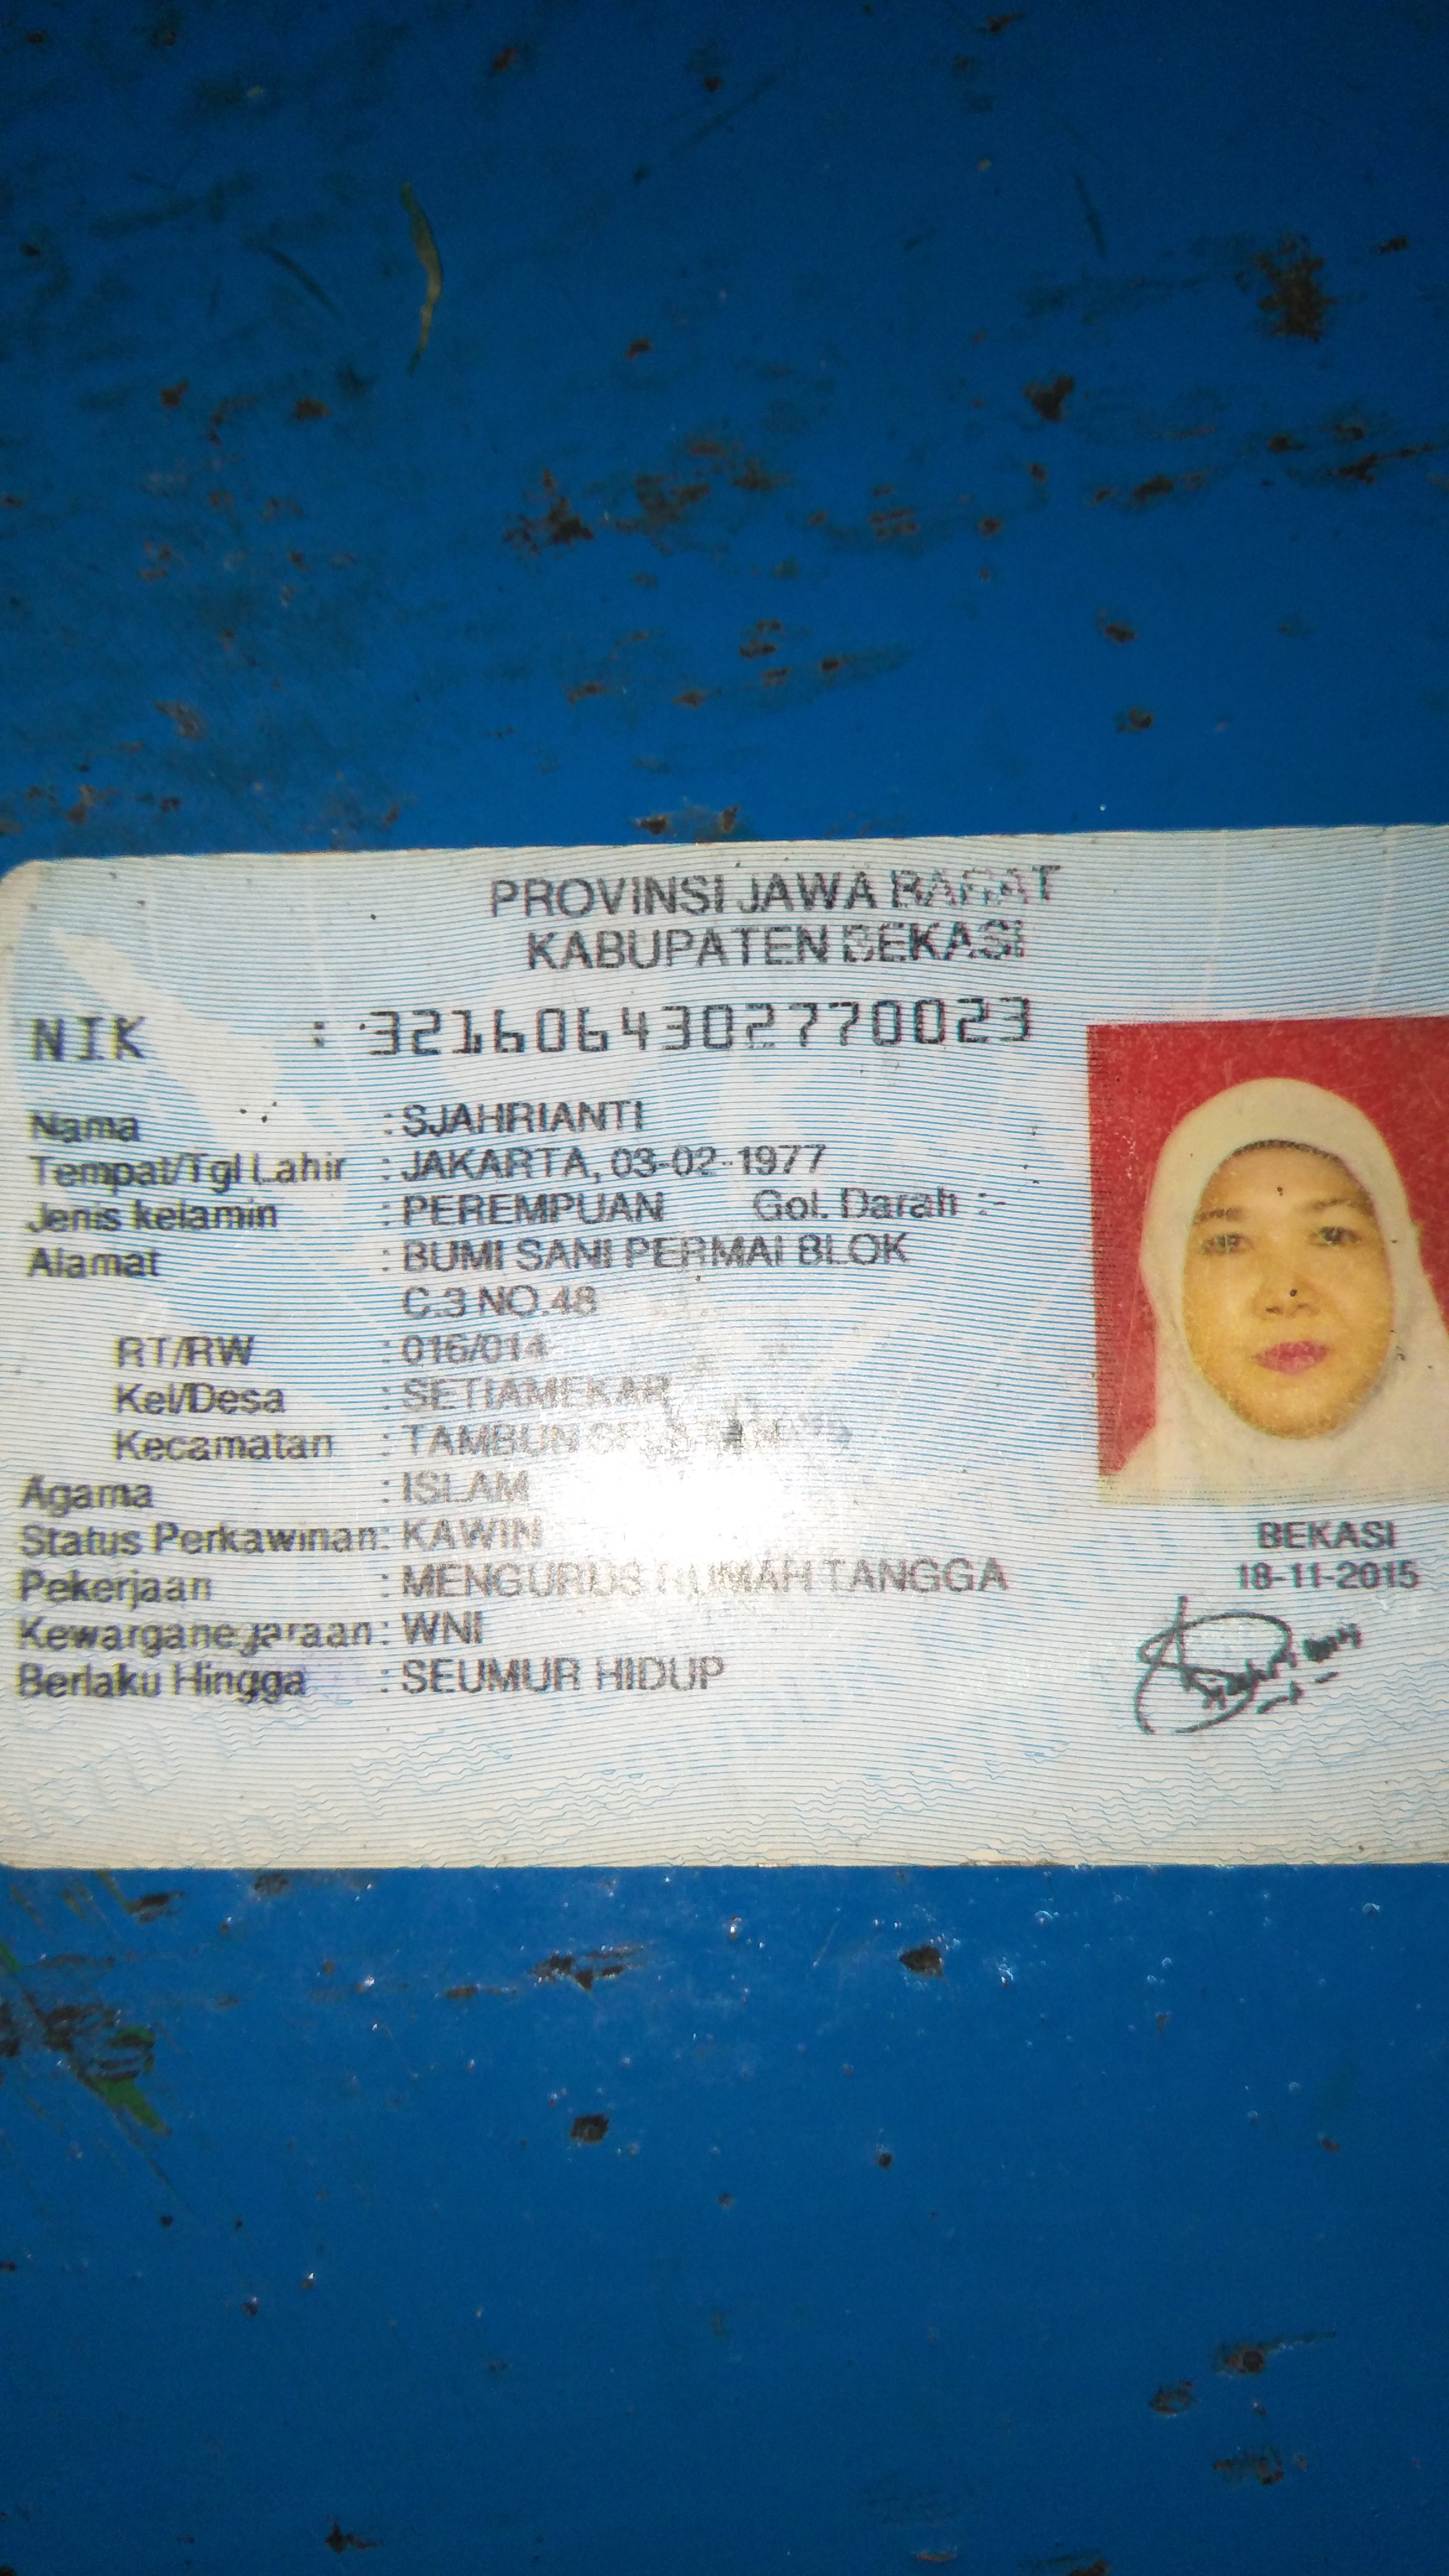 PROVINSI JAWA BARAT
KABUPATEN BEKASI
NIK : 3216064302770023
Nama : SJAHRIANTI
Tempat/Tgl Lahir : JAKARTA, 03-02-1977
Jenis kelamin : PEREMPUAN Gol. Darah : -
Alamat : BUMI SANI PERMAI BLOK
C.3 NO.48
RT/RW : 016/014
Kel/Desa : SETIAMEKAR
Kecamatan : TAMBUN
Agama : ISLAM
Status Perkawinan : KAWIN
Pekerjaan : MENGURUS RUMAH TANGGA
Kewarganegaraan : WNI
Berlaku Hingga : SEUMUR HIDUP
BEKASI
18-11-2015